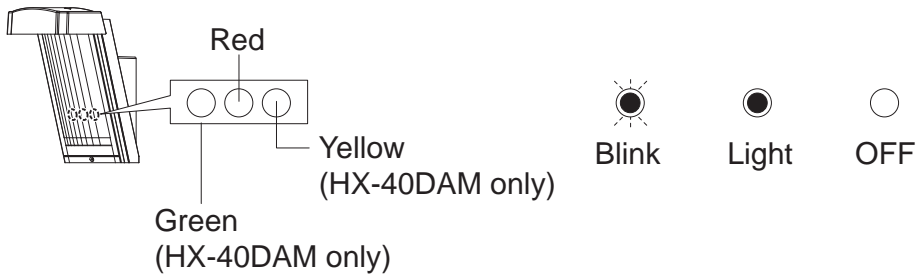 Red
Yellow
(HX-40DAM only)
Green
(HX-40DAM only)
Blink
Light
OFF